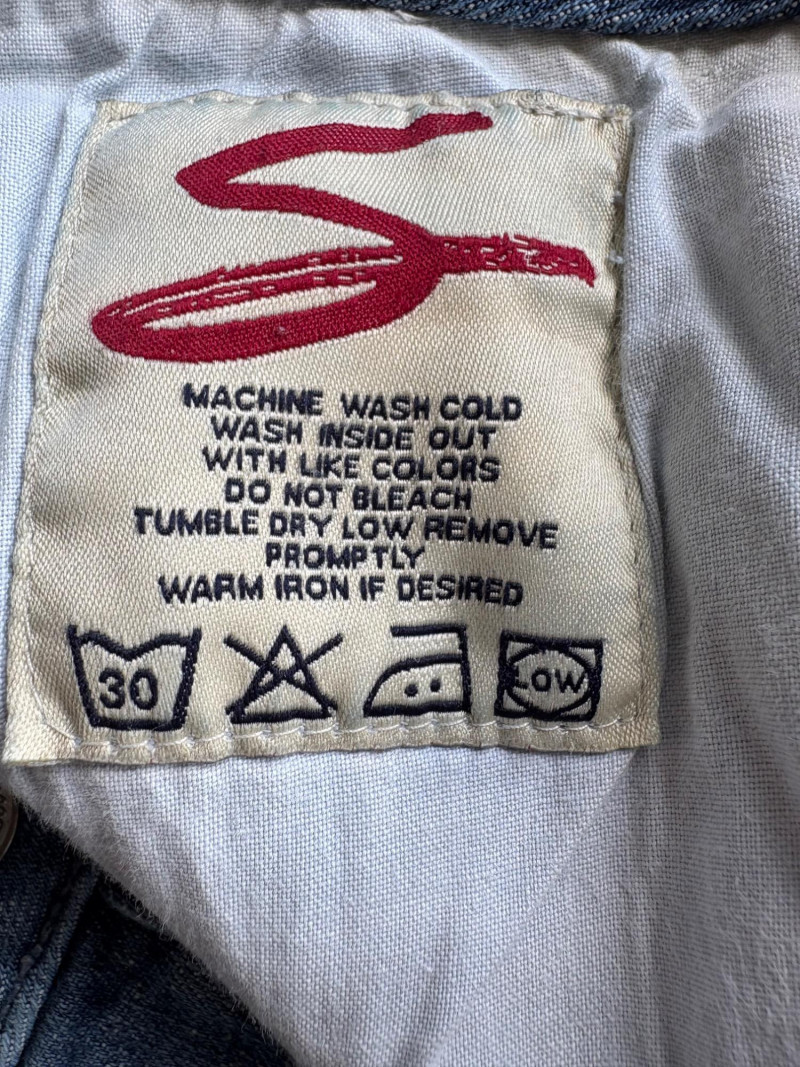 MACHINE WASH COLD
WASH INSIDE OUT
WITH LIKE COLORS
DO NOT BLEACH
TUMBLE DRY LOW REMOVE
PROMPTLY
WARM IRON IF DESIRED
30 LOW